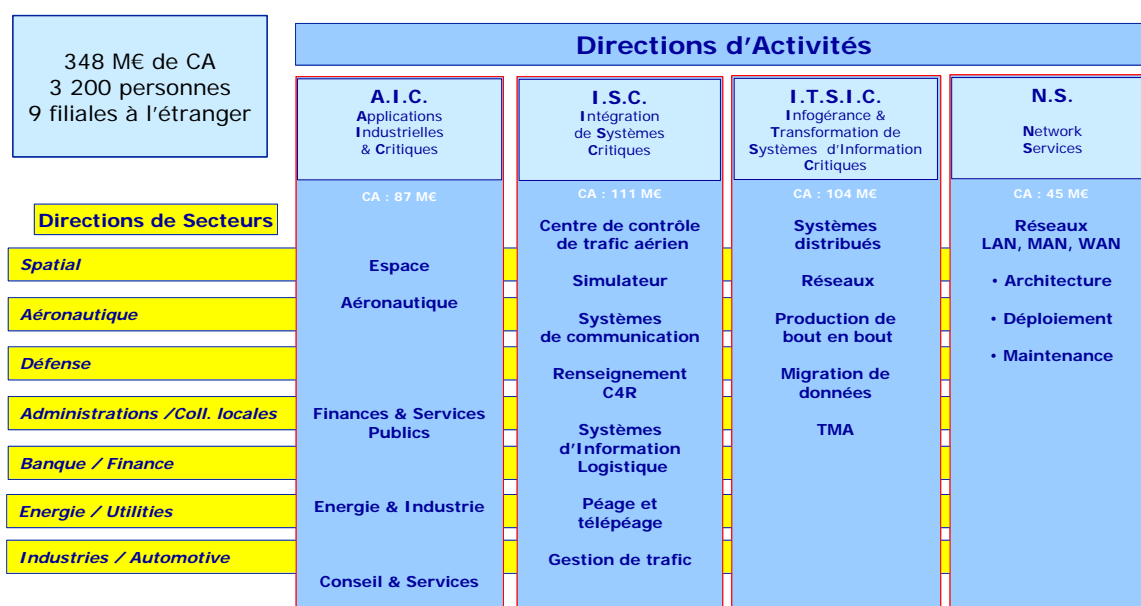 348 M€ de CA
3 200 personnes
9 filiales à l'étranger
Directions d'Activités
A.I.C.
Applications
Industrielles
& Critiques
CA : 87 M€
Espace
Aéronautique
Finances & Services
Publics
Energie & Industrie
Conseil & Services
I.S.C.
Intégration
de Systèmes
Critiques
CA : 111 M€
Centre de contrôle
de trafic aérien
Simulateur
Systèmes
de communication
Renseignement
C4R
Systèmes
d'Information
Logistique
Péage et
télépéage
Gestion de trafic
I.T.S.I.C.
Infogérance &
Transformation de
Systèmes d'Information
Critiques
CA : 104 M€
Systèmes
distribués
Réseaux
Production de
bout en bout
Migration de
données
TMA
N.S.
Network
Services
CA : 45 M€
Réseaux
LAN, MAN, WAN
• Architecture
• Déploiement
• Maintenance
Directions de Secteurs
Spatial
Aéronautique
Défense
Administrations /Coll. locales
Banque / Finance
Energie / Utilities
Industries / Automotive